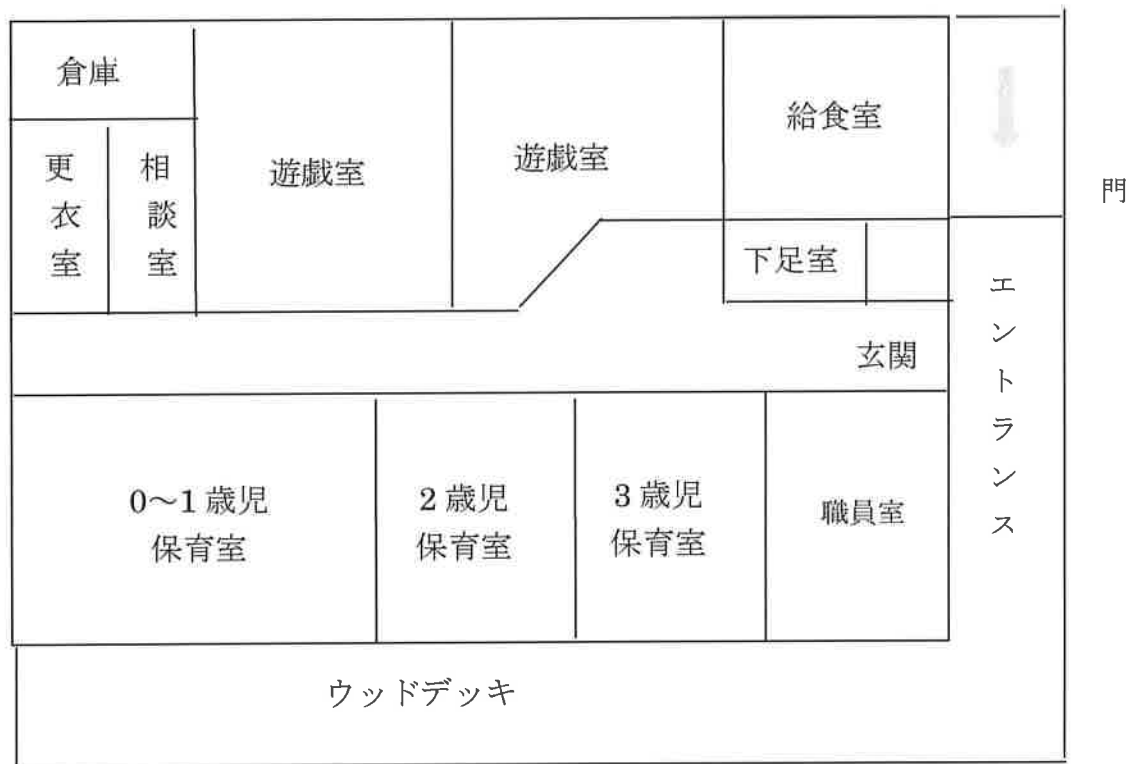 倉庫
更衣室
相談室
遊戯室
遊戯室
給食室
門
下足室
エントランス
玄関
0～1歳児
保育室
2歳児
保育室
3歳児
保育室
職員室
ウッドデッキ